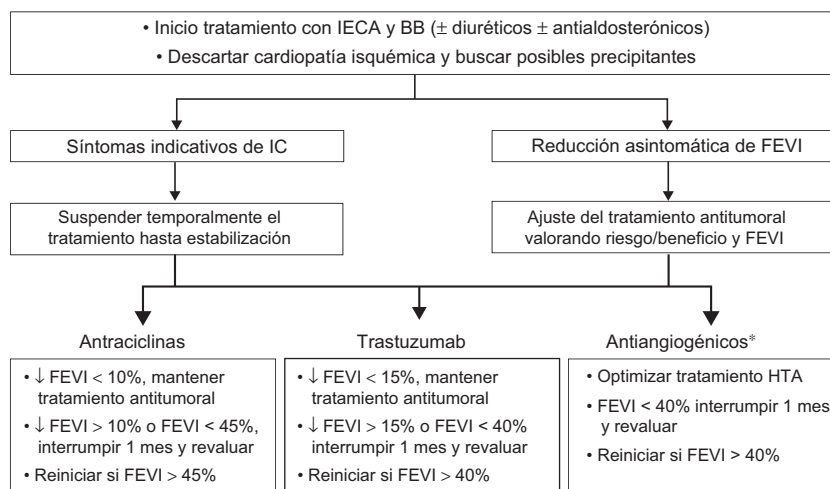 • Inicio tratamiento con IECA y BB (± diuréticos ± antialdosterónicos)
• Descartar cardiopatía isquémica y buscar posibles precipitantes
Síntomas indicativos de IC
Reducción asintomática de FEVI
Suspender temporalmente el
tratamiento hasta estabilización
Ajuste del tratamiento antitumoral
valorando riesgo/beneficio y FEVI
Antraciclinas
• ↓ FEVI < 10%, mantener
tratamiento antitumoral
• ↓ FEVI > 10% o FEVI < 45%,
interrumpir 1 mes y revaluar
• Reiniciar si FEVI > 45%
Trastuzumab
• ↓ FEVI < 15%, mantener
tratamiento antitumoral
• ↓ FEVI > 15% o FEVI < 40%
interrumpir 1 mes y revaluar
• Reiniciar si FEVI > 40%
Antiangiogénicos*
• Optimizar tratamiento HTA
• FEVI < 40% interrumpir 1 mes
y revaluar
• Reiniciar si FEVI > 40%